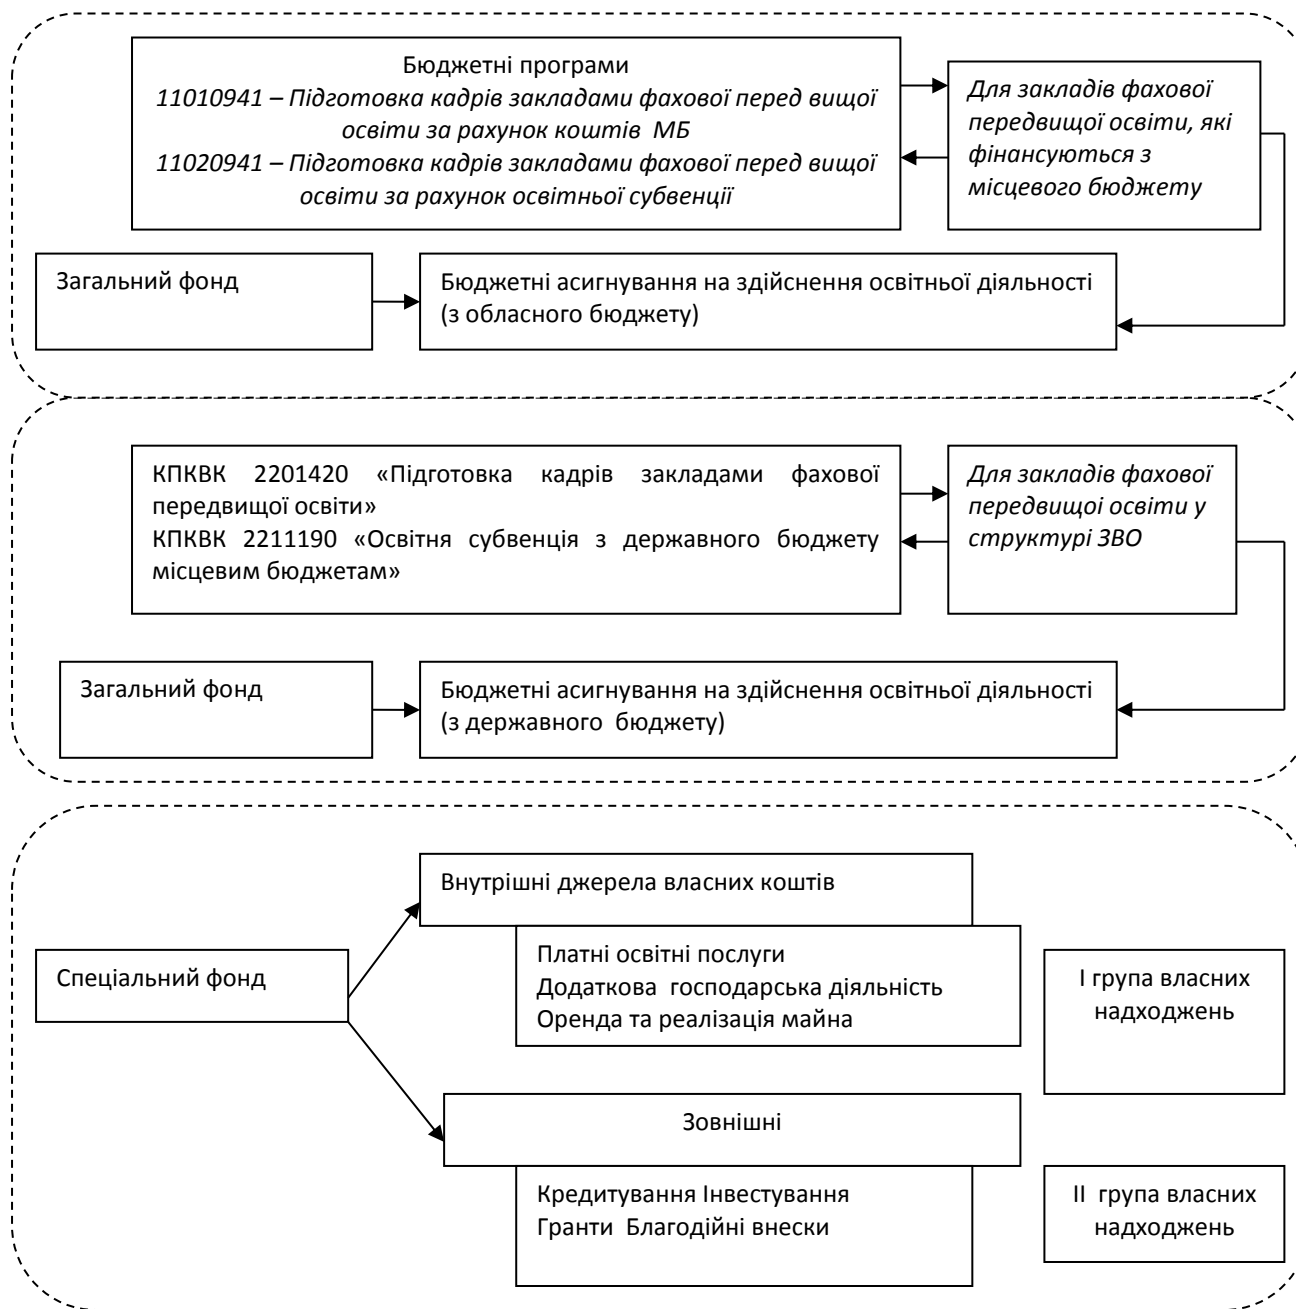 Бюджетні програми
11010941 – Підготовка кадрів закладами фахової перед вищої
освіти за рахунок коштів МБ
11020941 – Підготовка кадрів закладами фахової перед вищої
освіти за рахунок освітньої субвенції
Для закладів фахової
передвищої освіти, які
фінансуються з
місцевого бюджету
Загальний фонд
Бюджетні асигнування на здійснення освітньої діяльності
(з обласного бюджету)
КПКВК 2201420 «Підготовка кадрів закладами фахової
передвищої освіти»
КПКВК 2211190 «Освітня субвенція з державного бюджету
місцевим бюджетам»
Для закладів фахової
передвищої освіти у
структурі ЗВО
Загальний фонд
Бюджетні асигнування на здійснення освітньої діяльності
(з державного бюджету)
Внутрішні джерела власних коштів
Платні освітні послуги
Додаткова господарська діяльність
Оренда та реалізація майна
Спеціальний фонд
І група власних
надходжень
Зовнішні
Кредитування Інвестування
Гранти Благодійні внески
ІІ група власних
надходжень